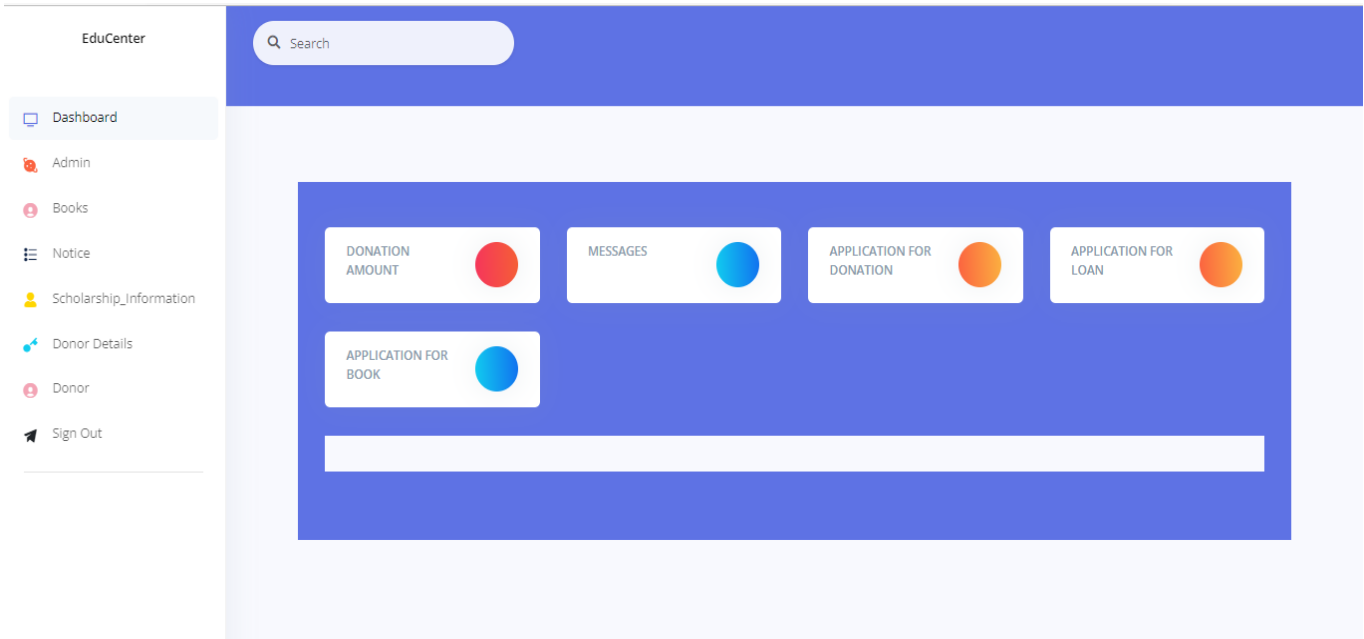 EduCenter
Search
Dashboard
Admin
Books
Notice
Scholarship_Information
Donor Details
Donor
Sign Out
DONATION
AMOUNT
MESSAGES
APPLICATION FOR
DONATION
APPLICATION FOR
LOAN
APPLICATION FOR
BOOK